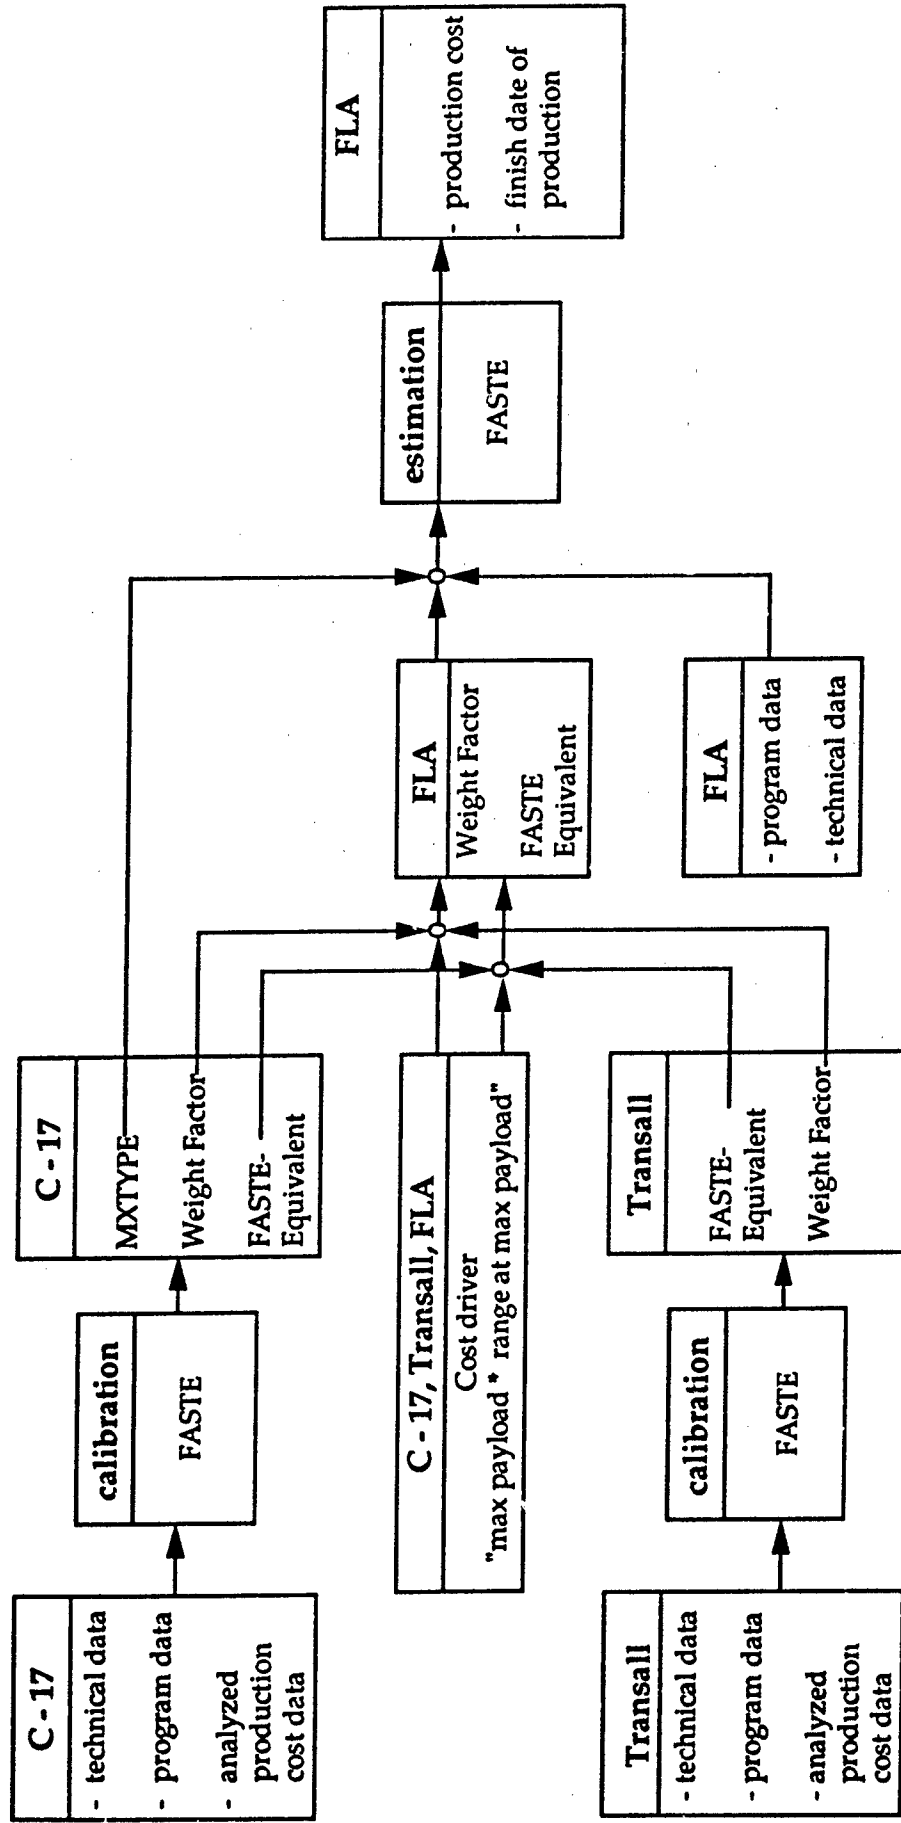 C - 17
- technical data
- program data
- analyzed
production
cost data
calibration
FASTE
C - 17
MXTYPE
Weight Factor
FASTE-
Equivalent
C - 17, Transall, FLA
Cost driver
"max payload * range at max payload"
Transall
- technical data
- program data
- analyzed
production
cost data
calibration
FASTE
Transall
FASTE-
Equivalent
Weight Factor
FLA
Weight Factor
FASTE
Equivalent
FLA
- program data
- technical data
estimation
FASTE
FLA
- production cost
- finish date of
production